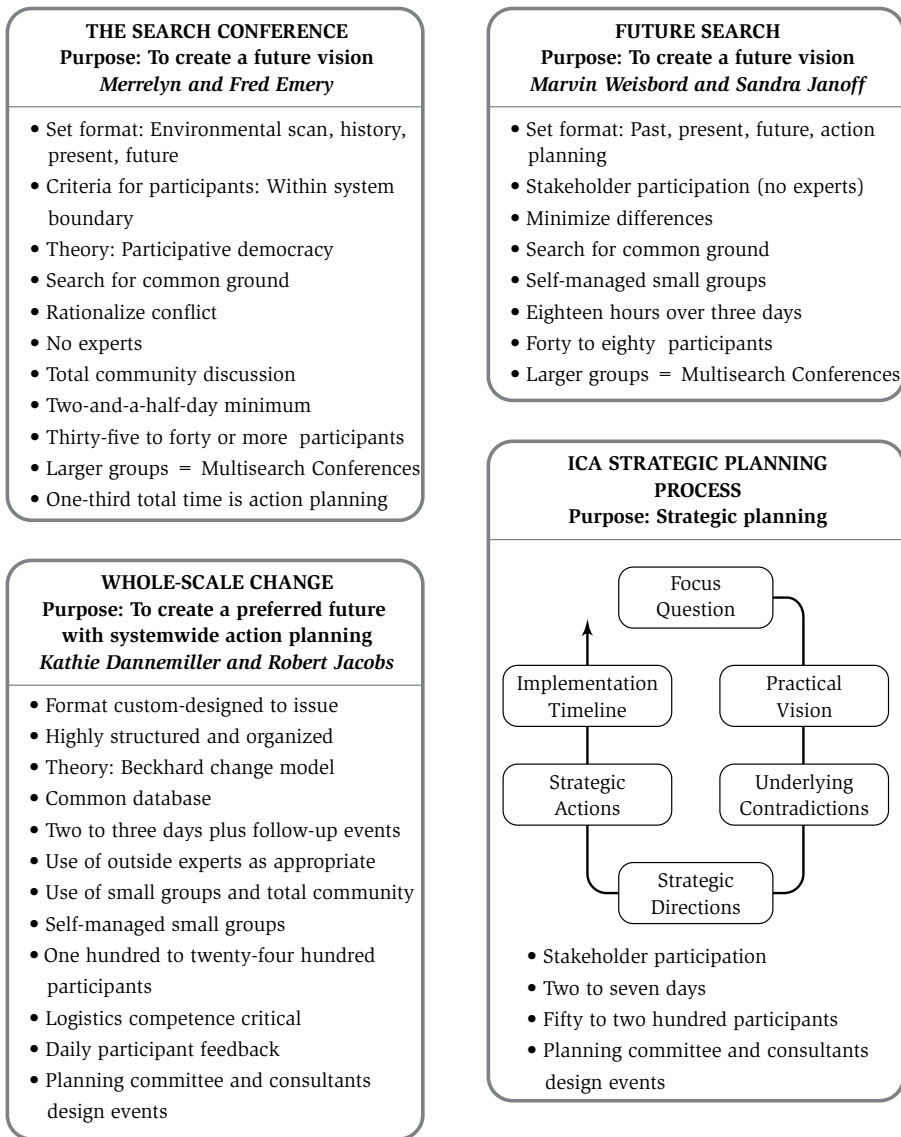 THE SEARCH CONFERENCE
Purpose: To create a future vision
Merrelyn and Fred Emery
• Set format: Environmental scan, history,
present, future
• Criteria for participants: Within system
boundary
• Theory: Participative democracy
• Search for common ground
• Rationalize conflict
• No experts
• Total community discussion
• Two-and-a-half-day minimum
• Thirty-five to forty or more participants
• Larger groups = Multisearch Conferences
• One-third total time is action planning
FUTURE SEARCH
Purpose: To create a future vision
Marvin Weisbord and Sandra Janoff
• Set format: Past, present, future, action
planning
• Stakeholder participation (no experts)
• Minimize differences
• Search for common ground
• Self-managed small groups
• Eighteen hours over three days
• Forty to eighty participants
• Larger groups = Multisearch Conferences
WHOLE-SCALE CHANGE
Purpose: To create a preferred future
with systemwide action planning
Kathie Dannemiller and Robert Jacobs
• Format custom-designed to issue
• Highly structured and organized
• Theory: Beckhard change model
• Common database
• Two to three days plus follow-up events
• Use of outside experts as appropriate
• Use of small groups and total community
• Self-managed small groups
• One hundred to twenty-four hundred
participants
• Logistics competence critical
• Daily participant feedback
• Planning committee and consultants
design events
ICA STRATEGIC PLANNING
PROCESS
Purpose: Strategic planning
Focus
Question
Practical
Vision
Underlying
Contradictions
Strategic
Directions
Strategic
Actions
Implementation
Timeline
• Stakeholder participation
• Two to seven days
• Fifty to two hundred participants
• Planning committee and consultants
design events